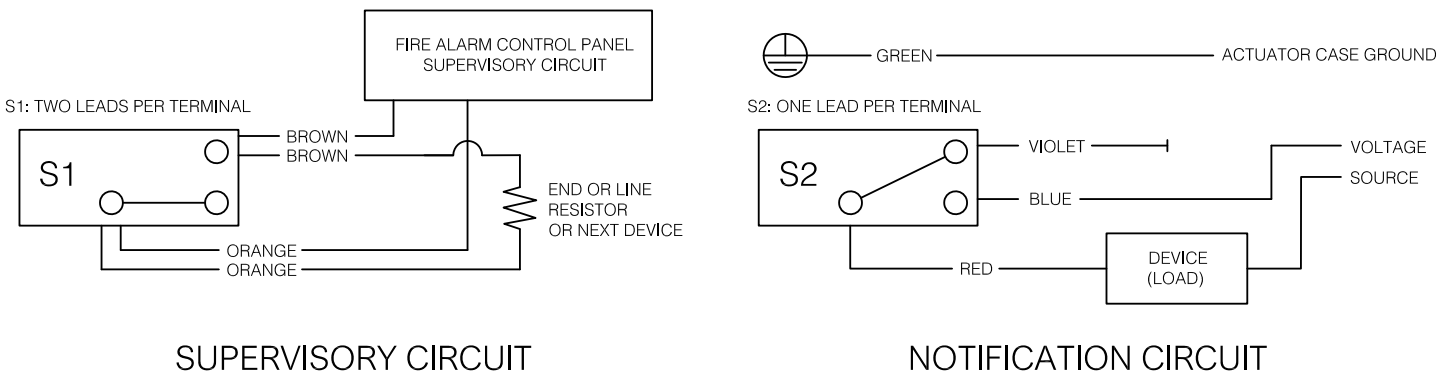 FIRE ALARM CONTROL PANEL
SUPERVISORY CIRCUIT
S1: TWO LEADS PER TERMINAL
S1
BROWN
BROWN
END OR LINE
RESISTOR
OR NEXT DEVICE
ORANGE
ORANGE
SUPERVISORY CIRCUIT
GREEN
ACTUATOR CASE GROUND
S2: ONE LEAD PER TERMINAL
S2
VIOLET
VOLTAGE
SOURCE
BLUE
RED
DEVICE
(LOAD)
NOTIFICATION CIRCUIT